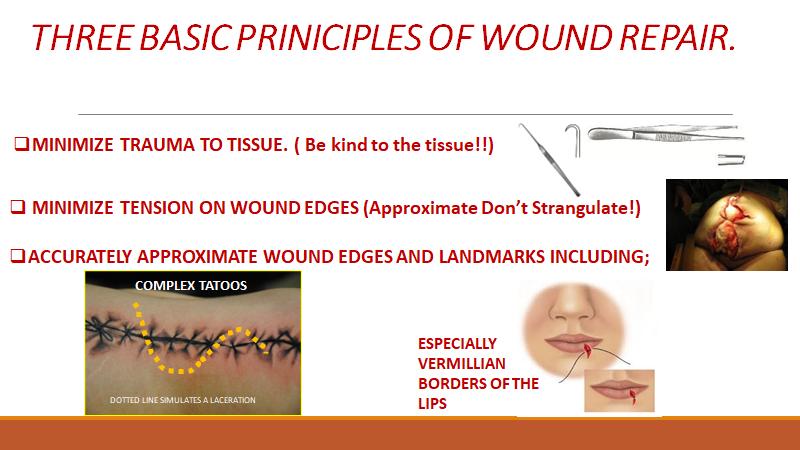 THREE BASIC PRINICIPLES OF WOUND REPAIR.
MINIMIZE TRAUMA TO TISSUE. ( Be kind to the tissue!!)
MINIMIZE TENSION ON WOUND EDGES (Approximate Don't Strangulate!)
ACCURATELY APPROXIMATE WOUND EDGES AND LANDMARKS INCLUDING;
COMPLEX TATOOS
DOTTED LINE SIMULATES A LACERATION
ESPECIALLY
VERMILLIAN
BORDERS OF THE
LIPS